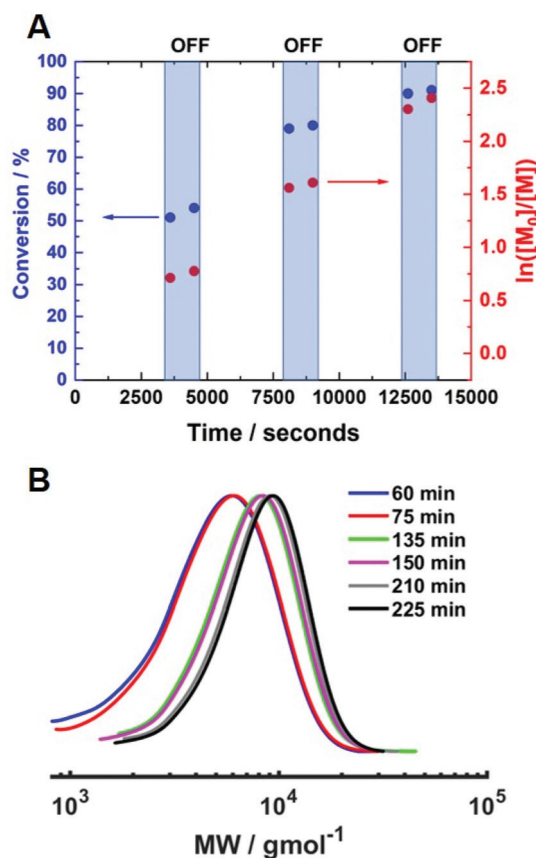 A
OFF OFF OFF
100
90
80
70
60
50
40
30
20
10
0
Conversion / %
2.5
2.0
1.5
1.0
0.5
0.0
ln([M₀]/[M])
0 2500 5000 7500 10000 12500 15000
Time / seconds
B
60 min
75 min
135 min
150 min
210 min
225 min
10³ 10⁴ 10⁵
MW / gmol⁻¹